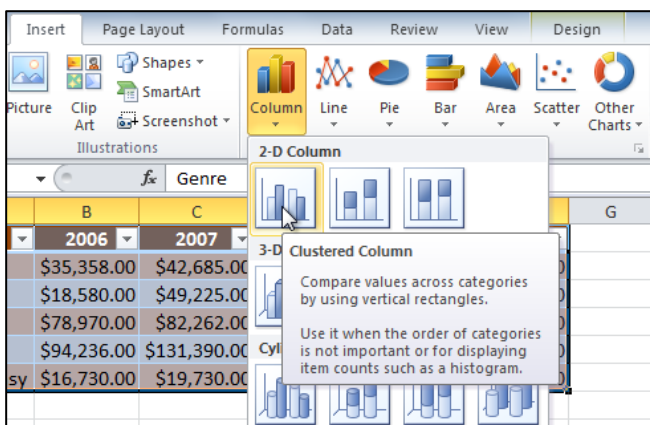 Insert Page Layout Formulas Data Review View Design
Picture
Clip
Art
Shapes
SmartArt
Screenshot
Illustrations
Column Line Pie Bar Area Scatter Other
Charts
fx Genre
2-D Column
B C G
2006 2007
3-D
Clustered Column
Compare values across categories
by using vertical rectangles.
Use it when the order of categories
is not important or for displaying
item counts such as a histogram.
$35,358.00 $42,685.00
$18,580.00 $49,225.00
$78,970.00 $82,262.00
$94,236.00 $131,390.00
sy $16,730.00 $19,730.00